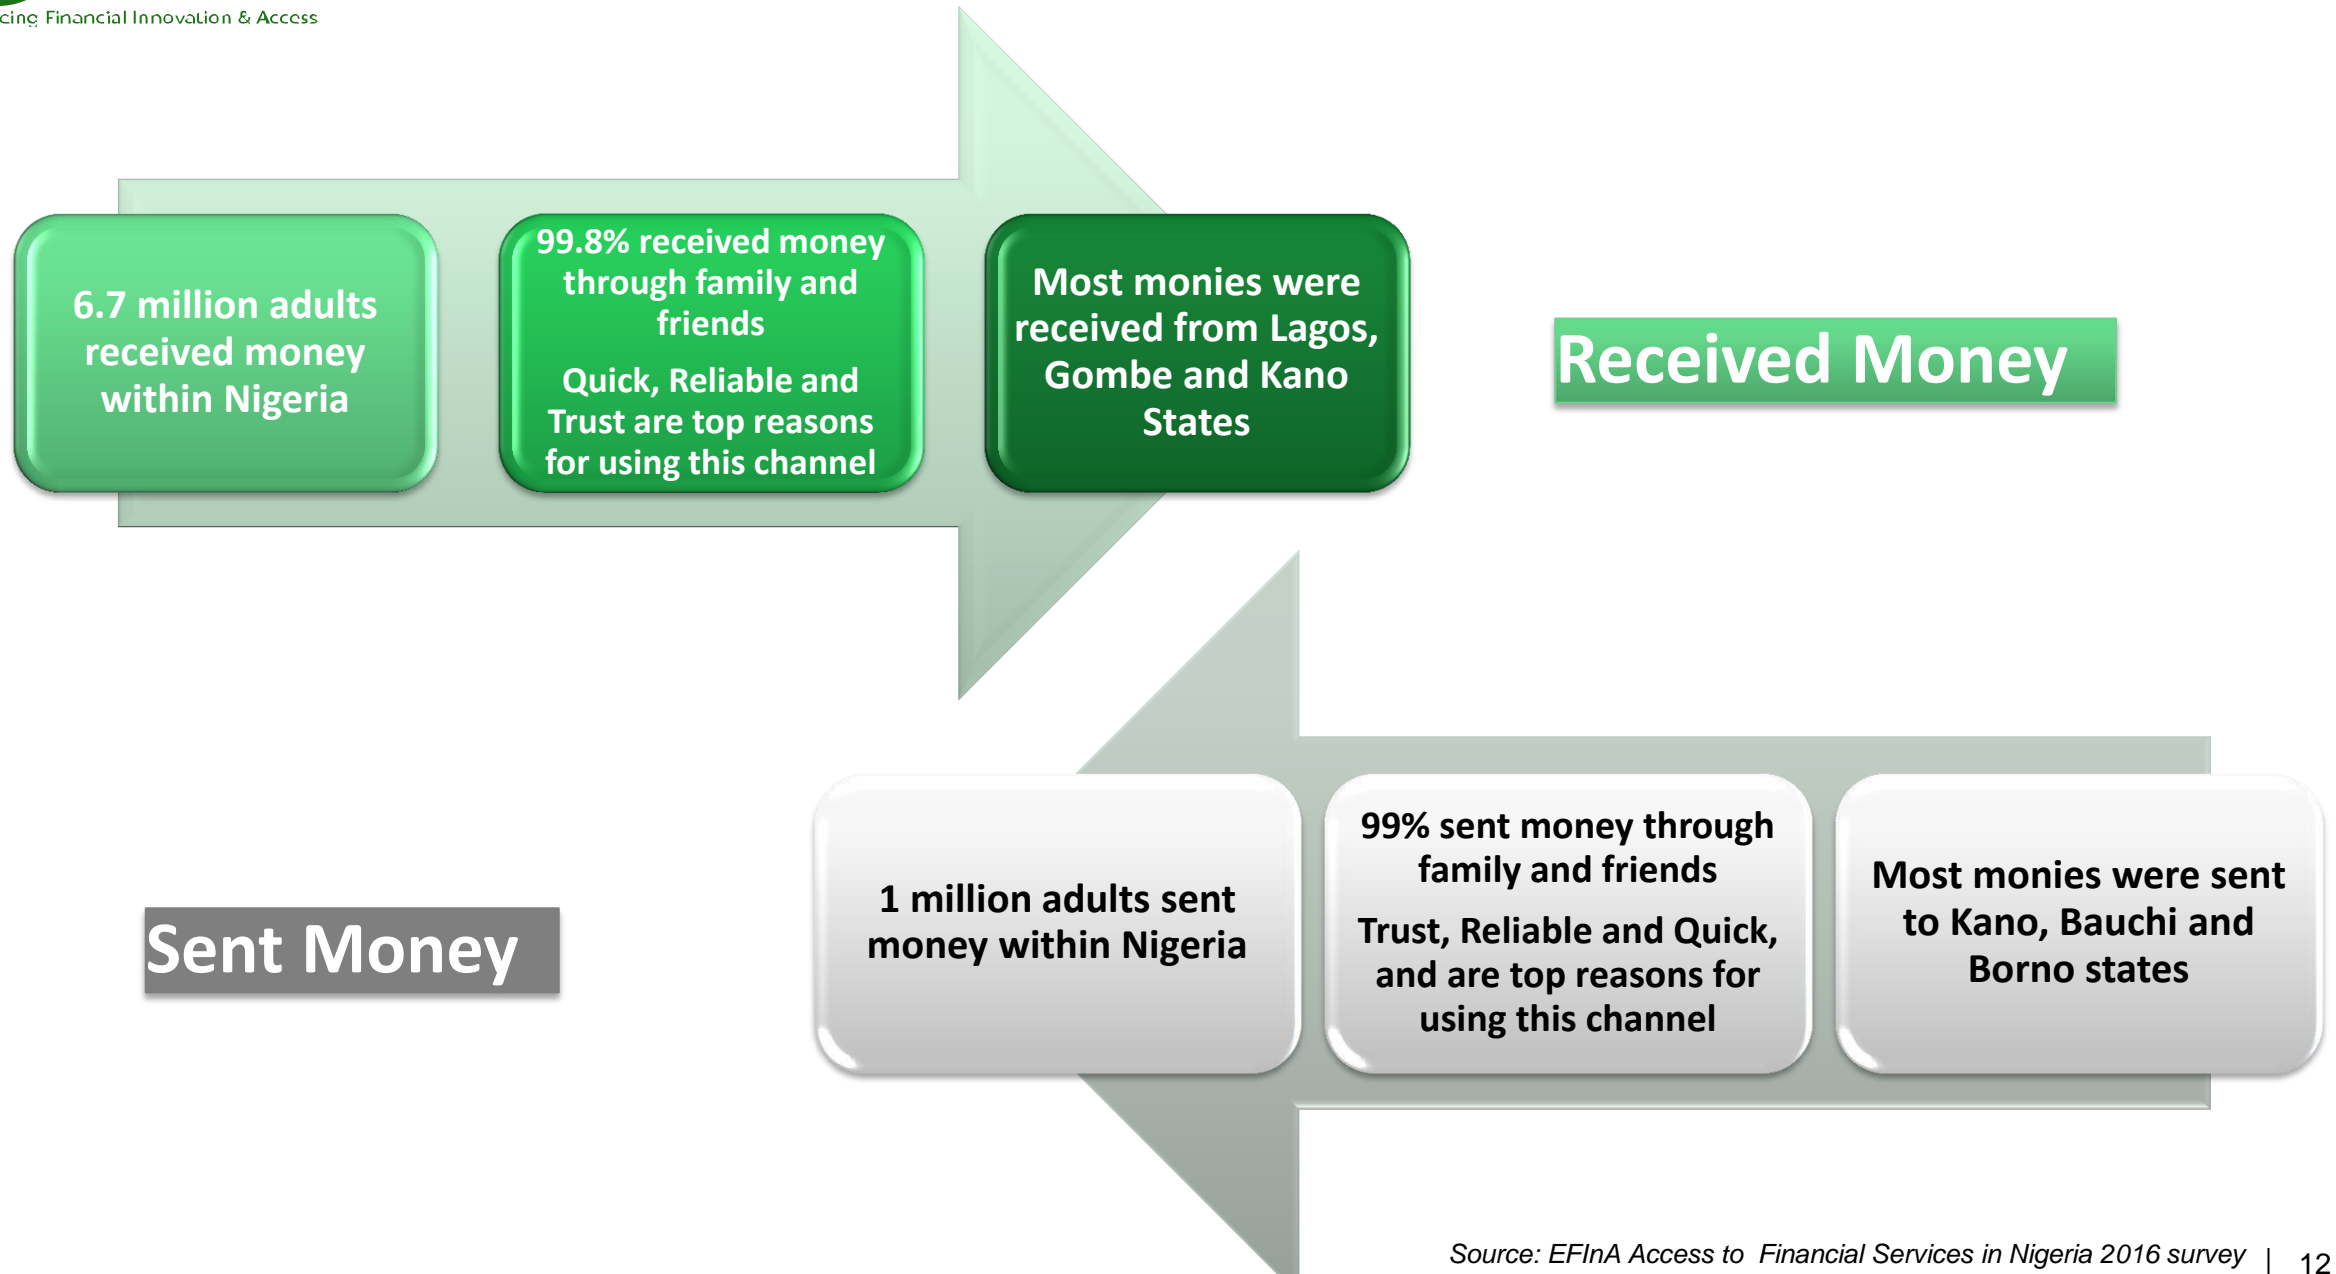 Financial Innovation & Access
6.7 million adults
received money
within Nigeria
99.8% received money
through family and
friends
Quick, Reliable and
Trust are top reasons
for using this channel
Most monies were
received from Lagos,
Gombe and Kano
States
Received Money
Sent Money
1 million adults sent
money within Nigeria
99% sent money through
family and friends
Trust, Reliable and Quick,
and are top reasons for
using this channel
Most monies were sent
to Kano, Bauchi and
Borno states
Source: EFInA Access to  Financial Services in Nigeria 2016 survey | 12